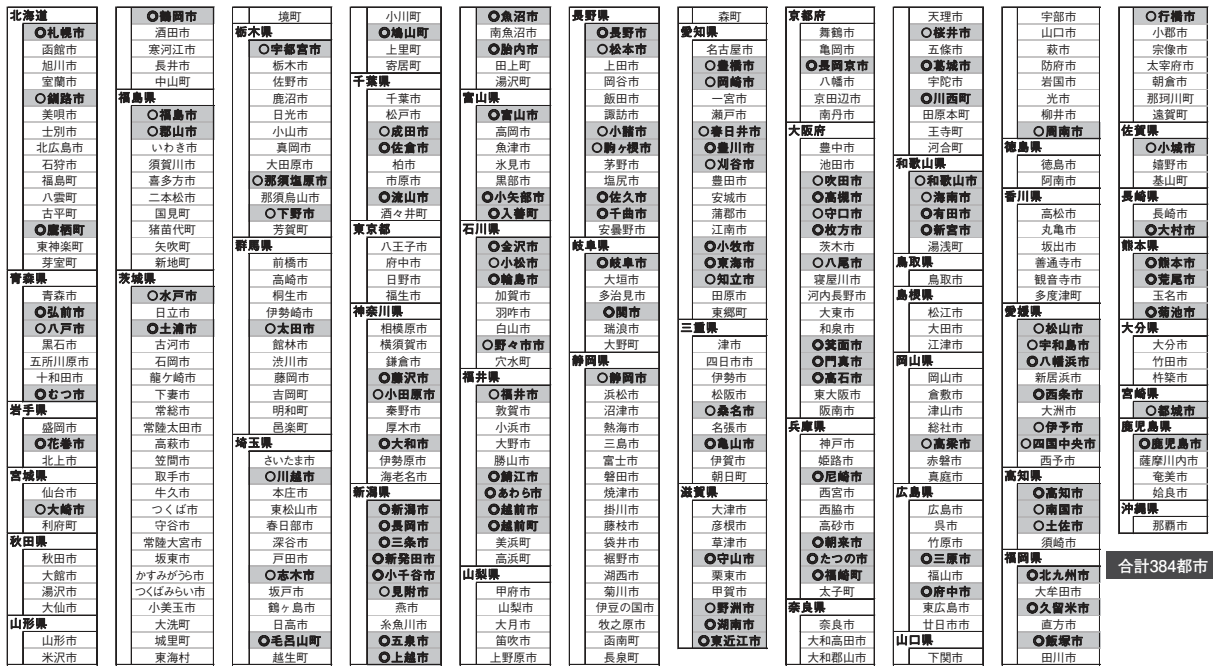 北海道
◎札幌市
函館市
旭川市
室蘭市
○釧路市
美唄市
士別市
北広島市
石狩市
福島町
八雲町
古平町
◎鷹栖町
東神楽町
芽室町
青森県
青森市
◎弘前市
○八戸市
黒石市
五所川原市
十和田市
◎むつ市
岩手県
盛岡市
◎花巻市
北上市
宮城県
仙台市
○大崎市
利府町
秋田県
秋田市
大館市
湯沢市
大仙市
山形県
山形市
米沢市
◎鶴岡市
酒田市
寒河江市
長井市
中山町
福島県
○福島市
○郡山市
いわき市
須賀川市
喜多方市
二本松市
国見町
猪苗代町
矢吹町
新地町
茨城県
○水戸市
日立市
◎土浦市
古河市
石岡市
龍ケ崎市
下妻市
常総市
常陸太田市
高萩市
笠間市
取手市
牛久市
つくば市
守谷市
常陸大宮市
坂東市
かすみがうら市
つくばみらい市
小美玉市
大洗町
城里町
東海村
境町
栃木県
○宇都宮市
栃木市
佐野市
鹿沼市
日光市
小山市
真岡市
大田原市
○那須塩原市
那須烏山市
○下野市
芳賀町
群馬県
前橋市
高崎市
桐生市
伊勢崎市
○太田市
館林市
渋川市
藤岡市
吉岡町
明和町
邑楽町
埼玉県
さいたま市
○川越市
本庄市
東松山市
春日部市
深谷市
戸田市
○志木市
坂戸市
鶴ヶ島市
日高市
◎毛呂山町
越生町
小川町
◎鳩山町
上里町
寄居町
千葉県
千葉市
松戸市
○成田市
◎佐倉市
柏市
市原市
◎流山市
酒々井町
東京都
八王子市
府中市
日野市
福生市
神奈川県
相模原市
横須賀市
鎌倉市
◎藤沢市
○小田原市
秦野市
厚木市
◎大和市
伊勢原市
海老名市
新潟県
◎新潟市
◎長岡市
◎三条市
◎新発田市
○小千谷市
◎見附市
燕市
糸魚川市
◎五泉市
◎上越市
◎魚沼市
南魚沼市
◎胎内市
田上町
湯沢町
富山県
◎富山市
高岡市
魚津市
氷見市
黒部市
◎小矢部市
◎入善町
石川県
◎金沢市
○小松市
◎輪島市
加賀市
羽咋市
白山市
○野々市市
穴水町
福井県
○福井市
敦賀市
小浜市
大野市
勝山市
◎鯖江市
◎あわら市
◎越前市
◎越前町
美浜町
高浜町
山梨県
甲府市
山梨市
大月市
笛吹市
上野原市
長野県
◎長野市
○松本市
上田市
岡谷市
飯田市
諏訪市
○小諸市
◎駒ヶ根市
茅野市
塩尻市
○佐久市
◎千曲市
安曇野市
岐阜県
◎岐阜市
大垣市
多治見市
◎関市
瑞浪市
大野町
静岡県
○静岡市
浜松市
沼津市
熱海市
三島市
富士市
磐田市
焼津市
掛川市
藤枝市
袋井市
裾野市
湖西市
菊川市
伊豆の国市
牧之原市
函南町
長泉町
森町
愛知県
名古屋市
○豊橋市
○岡崎市
一宮市
瀬戸市
○春日井市
◎豊川市
○刈谷市
豊田市
安城市
蒲郡市
江南市
◎小牧市
◎東海市
○知立市
田原市
東郷町
三重県
津市
四日市市
伊勢市
松阪市
◎桑名市
名張市
◎亀山市
伊賀市
朝日町
滋賀県
大津市
彦根市
草津市
◎守山市
栗東市
甲賀市
○野洲市
◎湖南市
◎東近江市
京都府
舞鶴市
亀岡市
◎長岡京市
八幡市
京田辺市
南丹市
大阪府
豊中市
池田市
○吹田市
◎高槻市
○守口市
◎枚方市
茨木市
○八尾市
寝屋川市
河内長野市
大東市
和泉市
◎箕面市
◎門真市
◎高石市
東大阪市
阪南市
兵庫県
神戸市
姫路市
◎尼崎市
西宮市
西脇市
高砂市
◎朝来市
○たつの市
◎福崎町
太子町
奈良県
奈良市
大和高田市
大和郡山市
天理市
○桜井市
五條市
◎葛城市
宇陀市
◎川西町
田原本町
王寺町
河合町
和歌山県
○和歌山市
○海南市
◎有田市
◎新宮市
湯浅町
鳥取県
鳥取市
島根県
松江市
大田市
江津市
岡山県
岡山市
倉敷市
津山市
総社市
◎高梁市
赤磐市
真庭市
広島県
広島市
呉市
竹原市
○三原市
福山市
◎府中市
東広島市
廿日市市
山口県
下関市
宇部市
山口市
萩市
防府市
岩国市
光市
柳井市
◎周南市
徳島県
徳島市
阿南市
香川県
高松市
丸亀市
坂出市
善通寺市
観音寺市
多度津町
愛媛県
◎松山市
○宇和島市
◎八幡浜市
新居浜市
◎西条市
大洲市
○伊予市
○四国中央市
西予市
高知県
◎高知市
○南国市
○土佐市
須崎市
福岡県
◎北九州市
大牟田市
◎久留米市
直方市
◎飯塚市
田川市
◎行橋市
小郡市
宗像市
太宰府市
朝倉市
那珂川町
遠賀町
佐賀県
○小城市
嬉野市
基山町
長崎県
長崎市
◎大村市
熊本県
◎熊本市
◎荒尾市
玉名市
◎菊池市
大分県
大分市
竹田市
杵築市
宮崎県
○都城市
鹿児島県
◎鹿児島市
薩摩川内市
奄美市
姶良市
沖縄県
那覇市
合計384都市